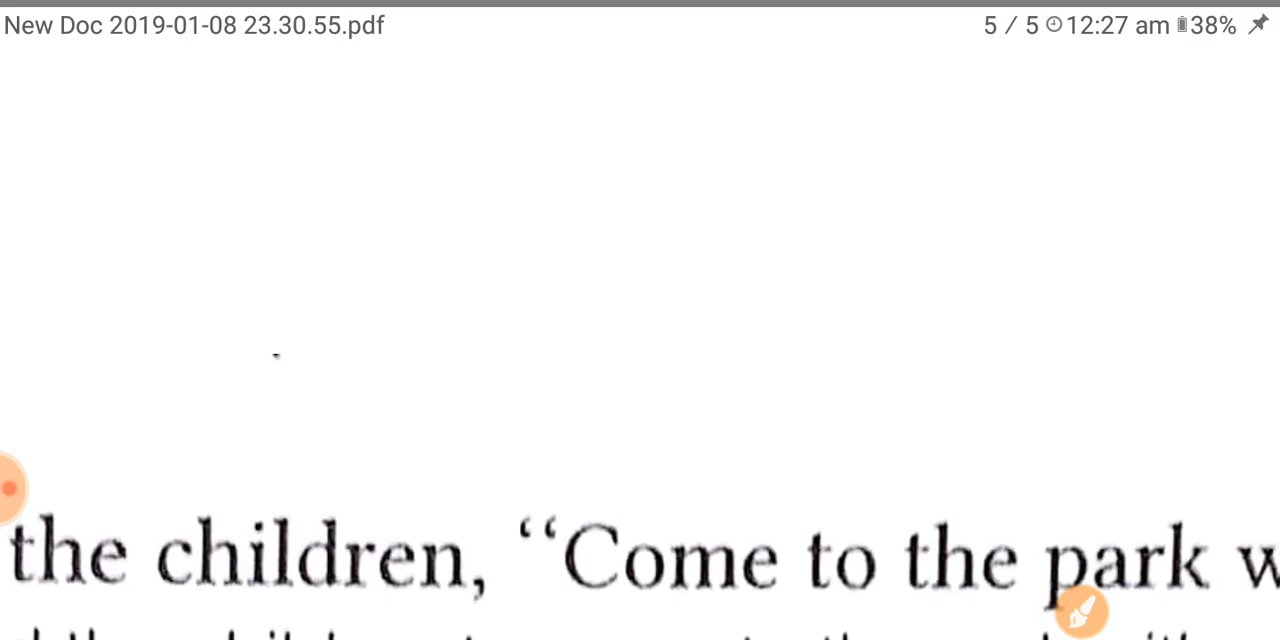 New Doc 2019-01-08 23.30.55.pdf 5 / 5 12:27 am 38%
the children, “Come to the park w